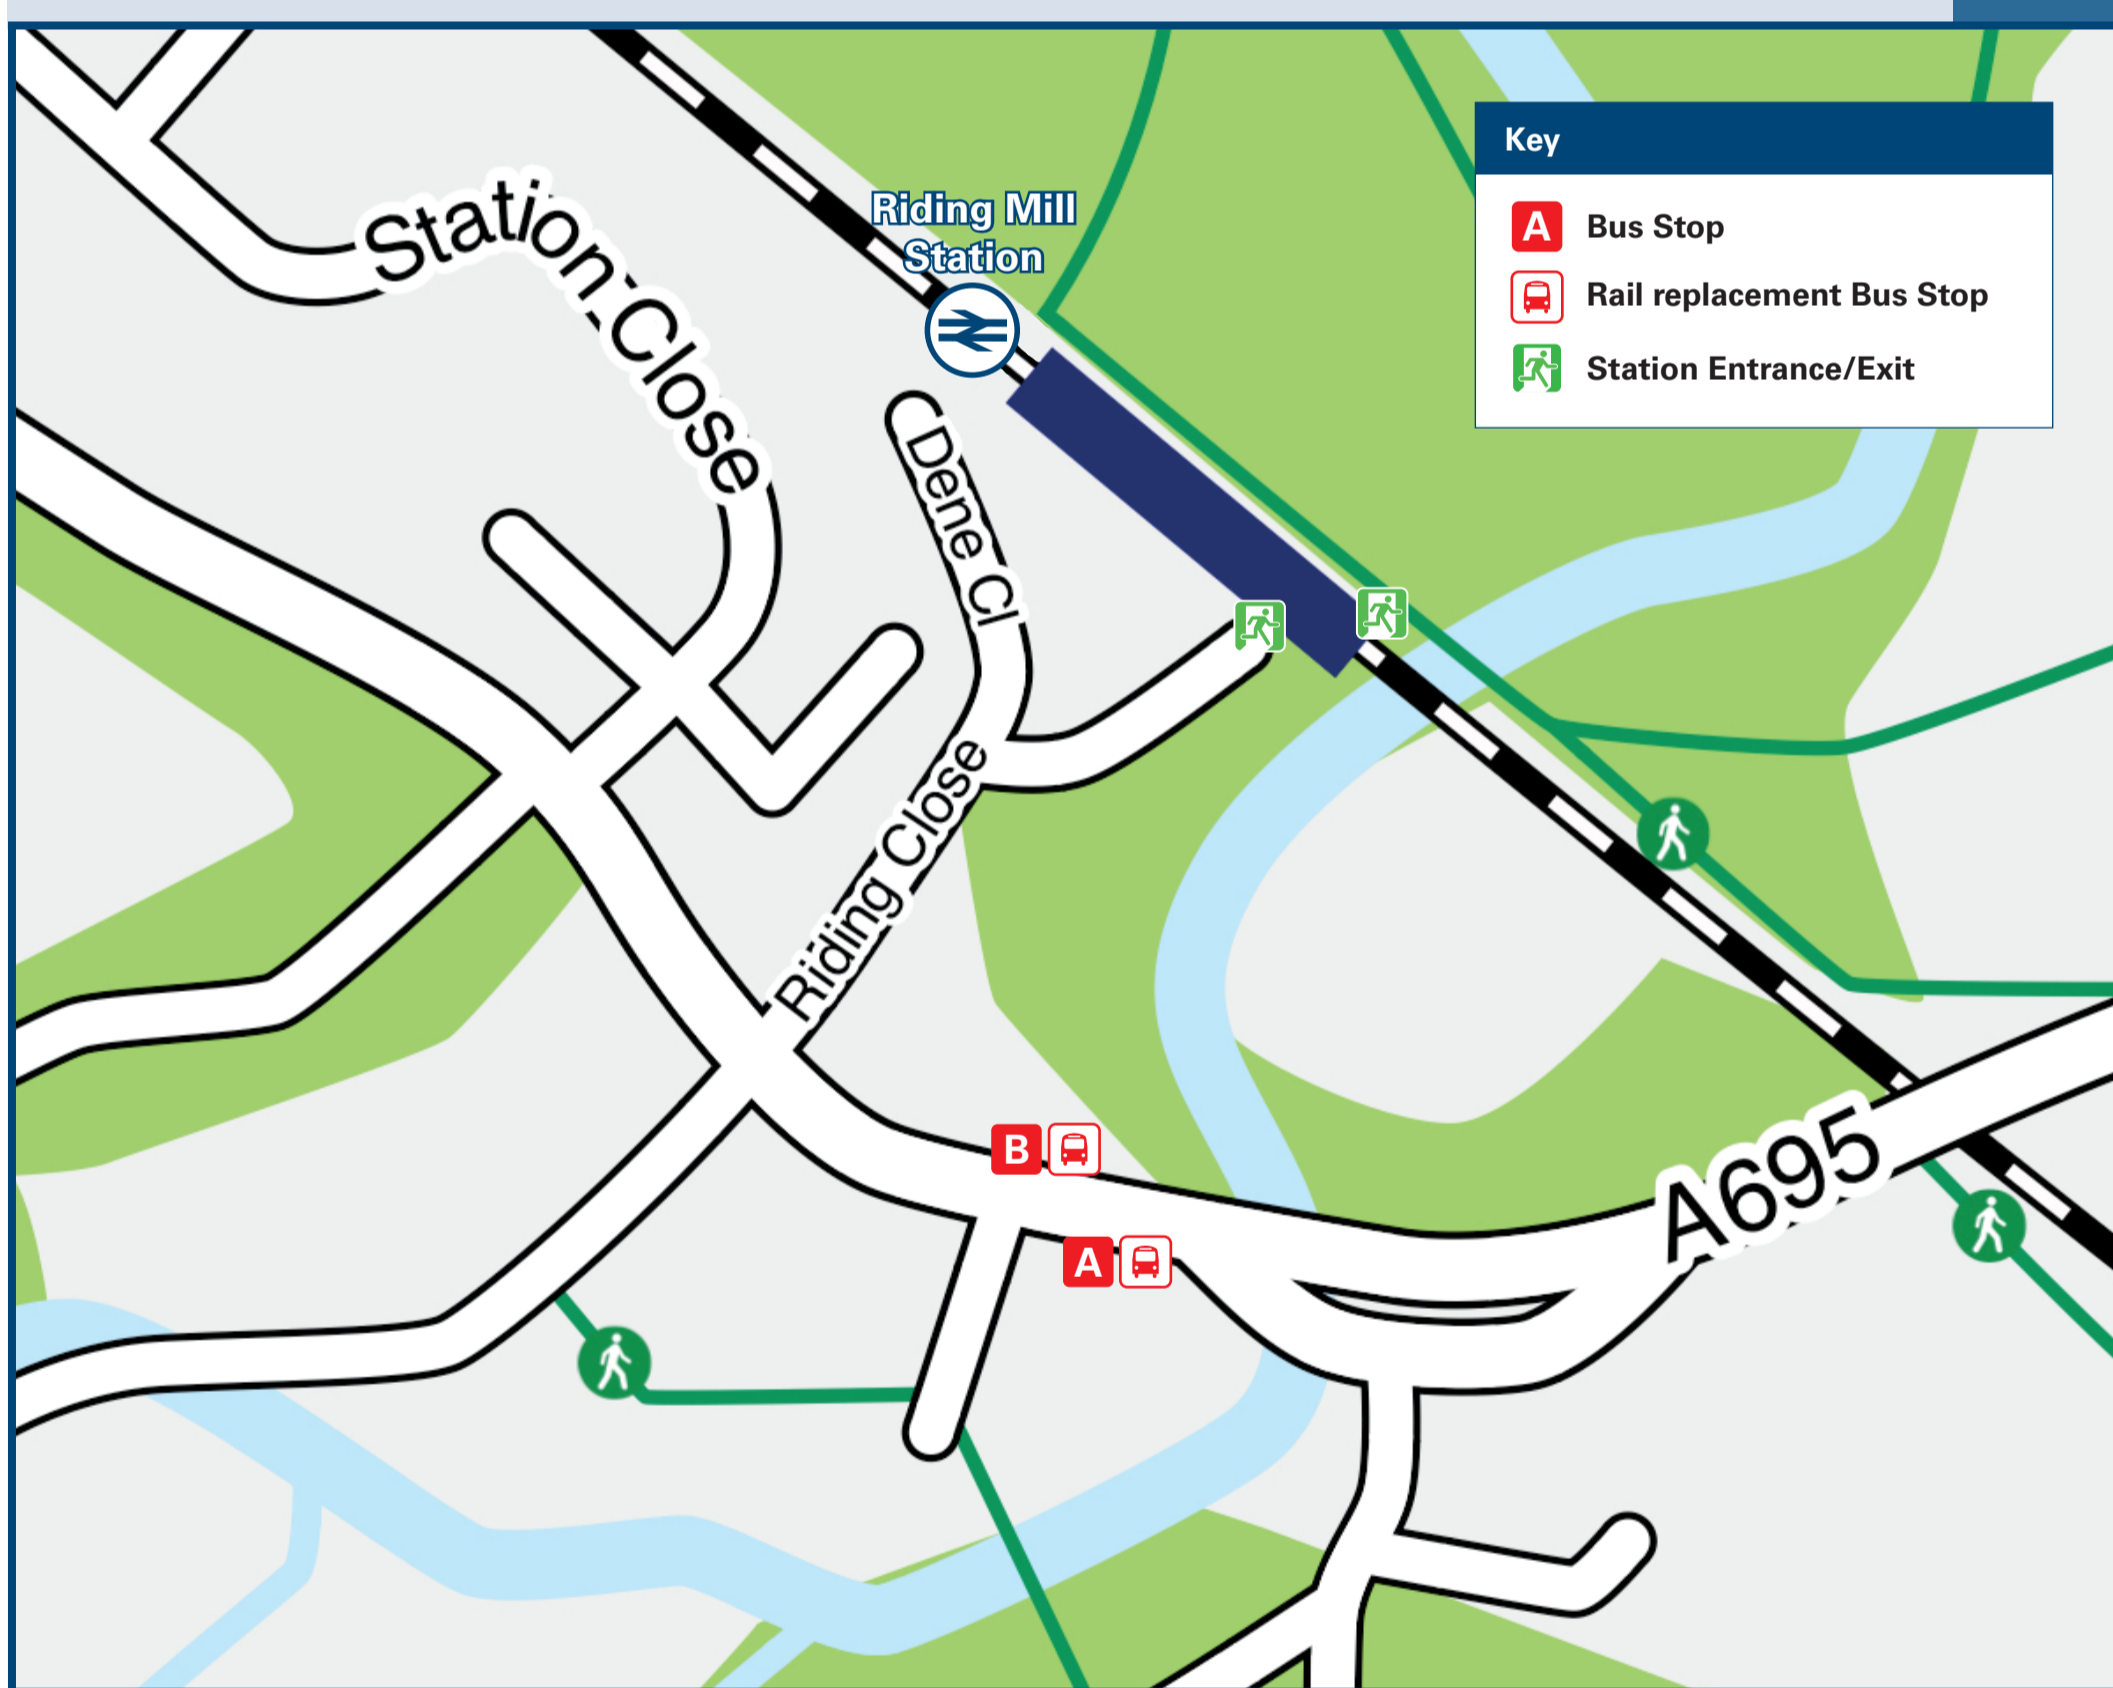 Key
A Bus Stop
Rail replacement Bus Stop
Station Entrance/Exit
Riding Mill
Station
Station Close
Dene Cl
Riding Close
B
A
A695